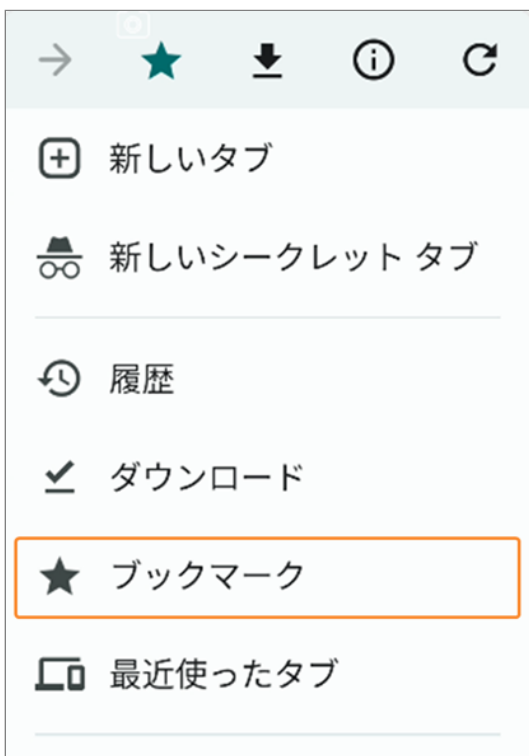 新しいタブ
新しいシークレット タブ
履歴
ダウンロード
ブックマーク
最近使ったタブ